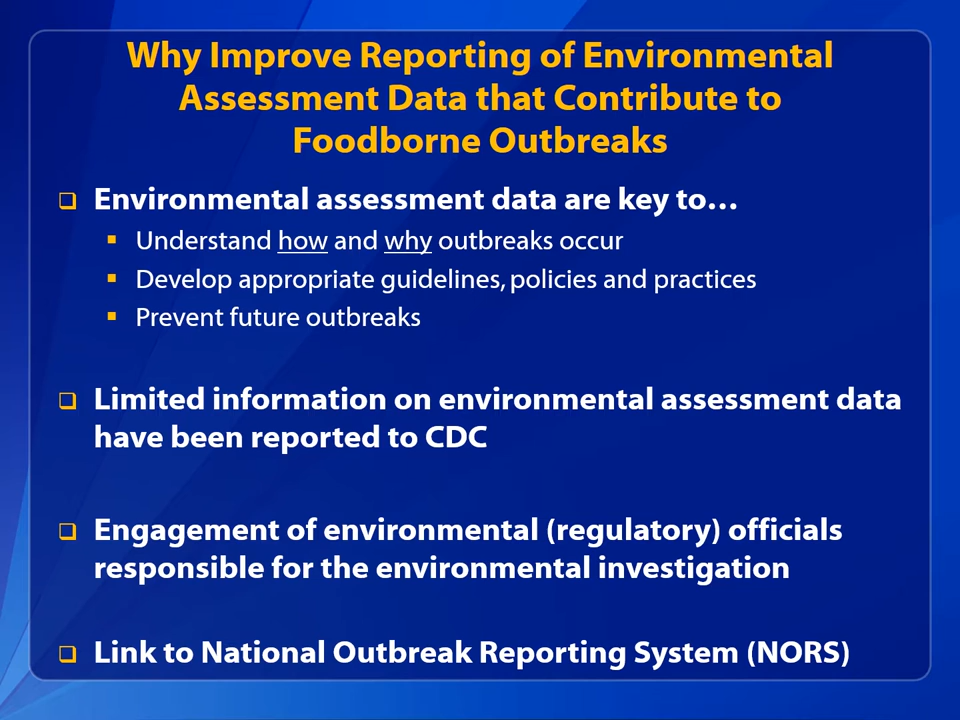 Why Improve Reporting of Environmental
Assessment Data that Contribute to
Foodborne Outbreaks
Environmental assessment data are key to…
Understand how and why outbreaks occur
Develop appropriate guidelines, policies and practices
Prevent future outbreaks
Limited information on environmental assessment data
have been reported to CDC
Engagement of environmental (regulatory) officials
responsible for the environmental investigation
Link to National Outbreak Reporting System (NORS)